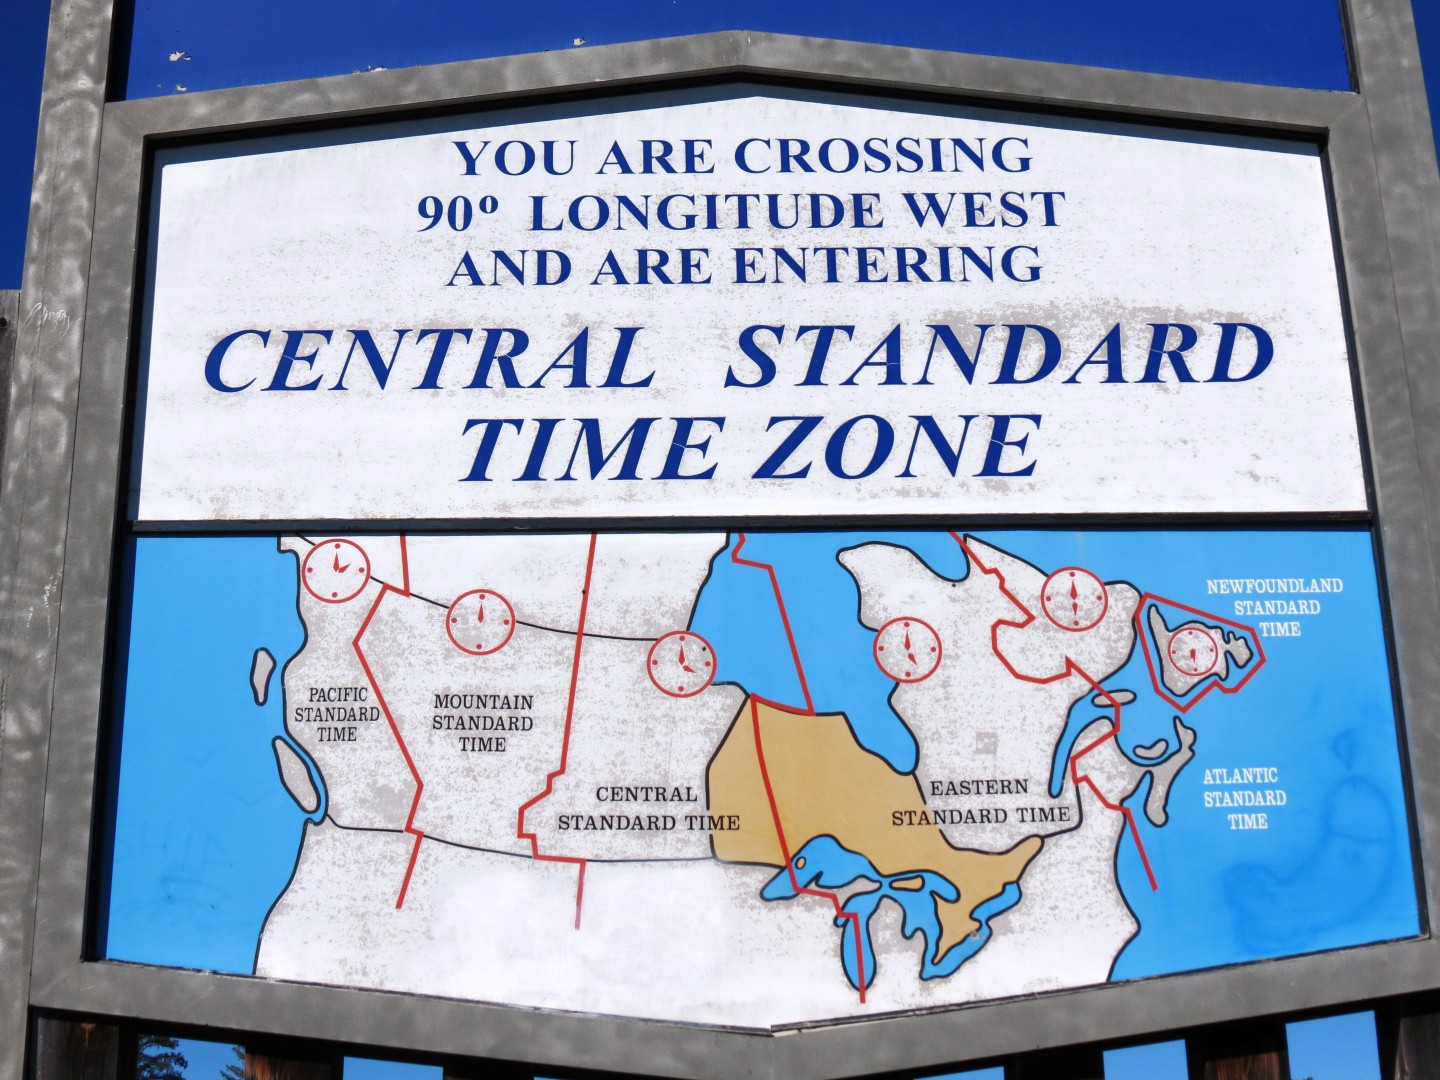 YOU ARE CROSSING
90º LONGITUDE WEST
AND ARE ENTERING
CENTRAL STANDARD
TIME ZONE
NEWFOUNDLAND
STANDARD
TIME
PACIFIC
STANDARD
TIME
MOUNTAIN
STANDARD
TIME
CENTRAL
STANDARD TIME
EASTERN
STANDARD TIME
ATLANTIC
STANDARD
TIME